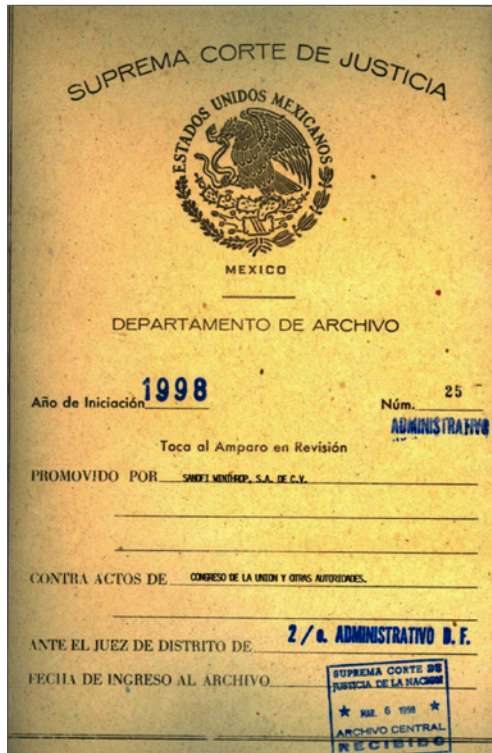 SUPREMA CORTE DE JUSTICIA
ESTADOS UNIDOS MEXICANOS
MEXICO
DEPARTAMENTO DE ARCHIVO
Año de Iniciación 1998
Núm. 25
ADMINISTRATIVO
Toca al Amparo en Revisión
PROMOVIDO POR SANOFI WINTHROP, S.A. DE C.V.
CONTRA ACTOS DE CONGRESO DE LA UNION Y OTRAS AUTORIDADES.
ANTE EL JUEZ DE DISTRITO DE 2/o. ADMINISTRATIVO D. F.
FECHA DE INGRESO AL ARCHIVO
SUPREMA CORTE DE
JUSTICIA DE LA NACION
★ MAR. 6 1998 ★
ARCHIVO CENTRAL
RECIBIDO